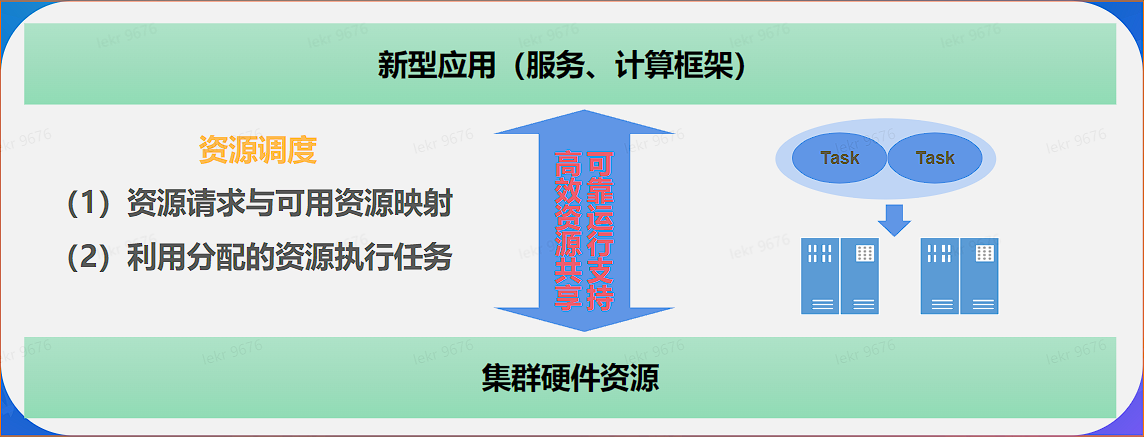 新型应用（服务、计算框架）
资源调度
（1）资源请求与可用资源映射
（2）利用分配的资源执行任务
高效资源共享
可靠运行支持
Task
Task
集群硬件资源
lekr 9676